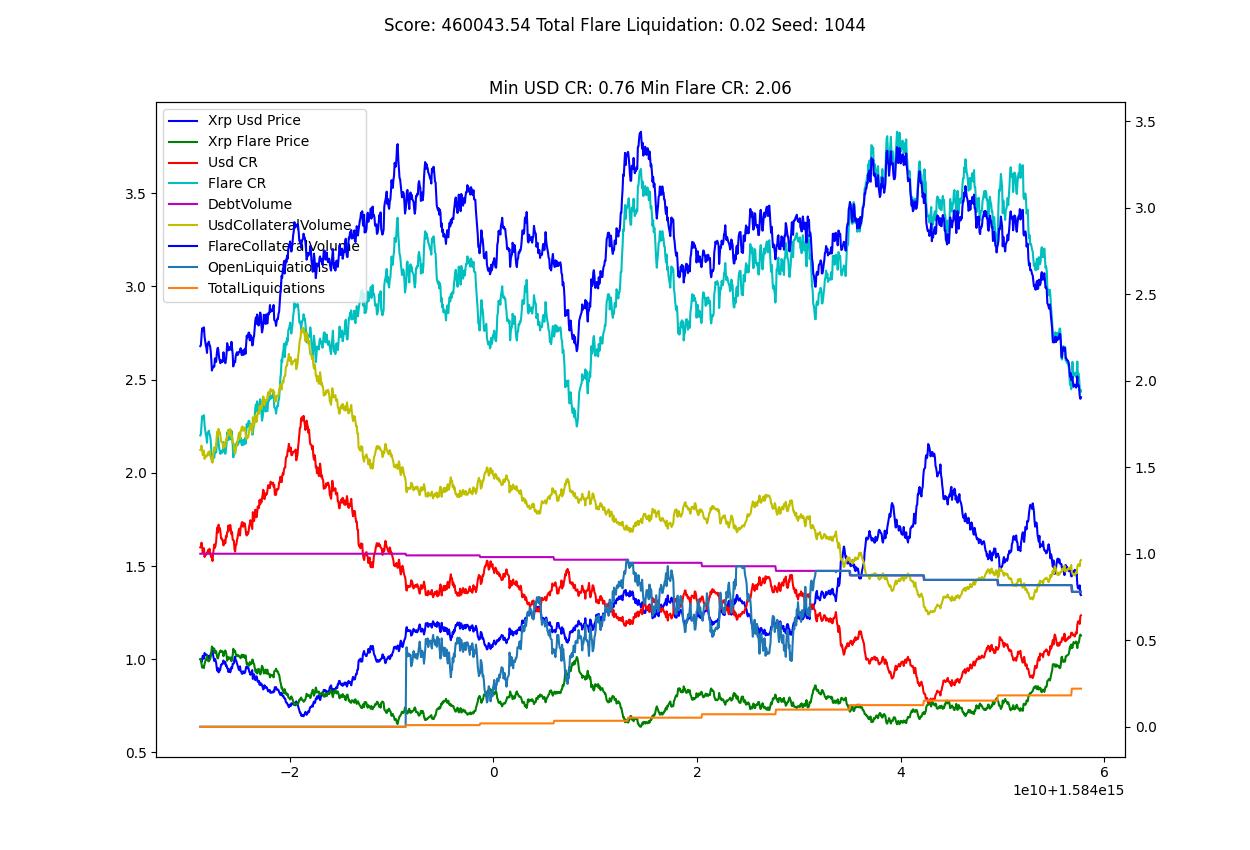 Score: 460043.54 Total Flare Liquidation: 0.02 Seed: 1044
Min USD CR: 0.76 Min Flare CR: 2.06
Xrp Usd Price
Xrp Flare Price
Usd CR
Flare CR
DebtVolume
UsdCollateralVolume
FlareCollateralVolume
OpenLiquidations
TotalLiquidations
3.5
3.0
2.5
2.0
1.5
1.0
0.5
3.5
3.0
2.5
2.0
1.5
1.0
0.5
0.0
−2 0 2 4 6
1e10+1.584e15